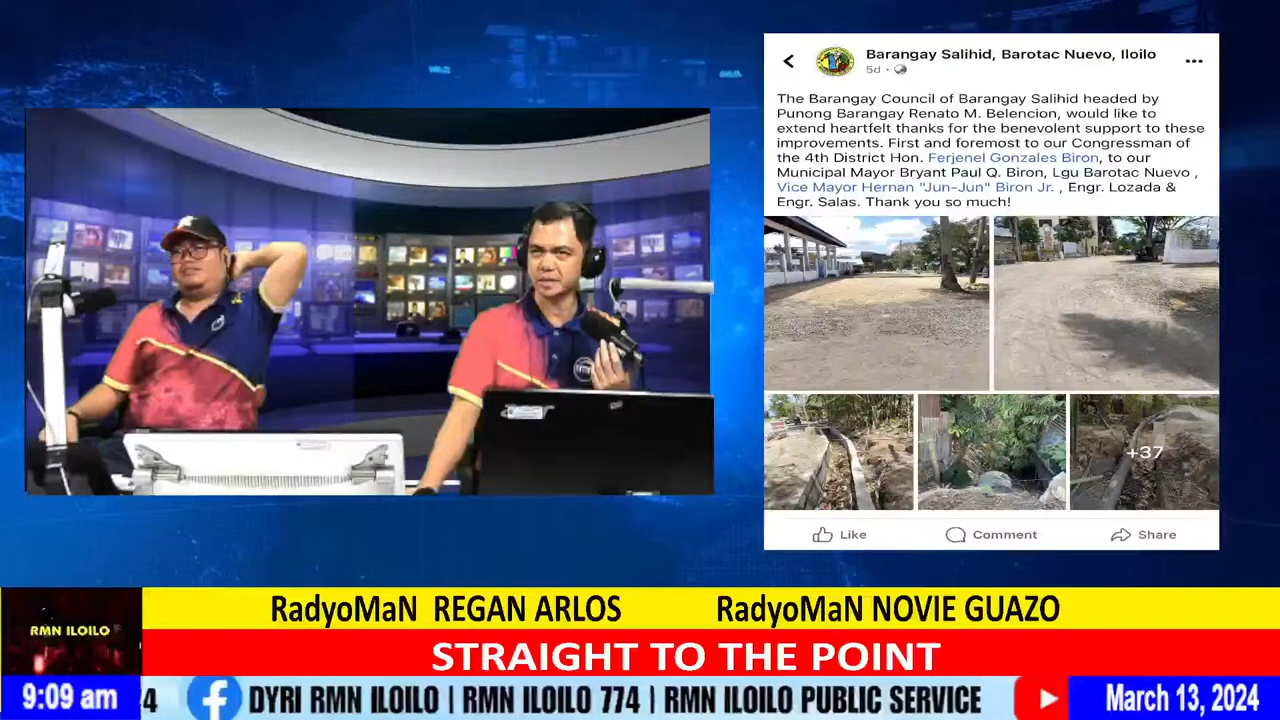 Barangay Salihid, Barotac Nuevo, Iloilo
5d
The Barangay Council of Barangay Salihid headed by
Punong Barangay Renato M. Belencion, would like to
extend heartfelt thanks for the benevolent support to these
improvements. First and foremost to our Congressman of
the 4th District Hon. Ferjenel Gonzales Biron, to our
Municipal Mayor Bryant Paul Q. Biron, Lgu Barotac Nuevo ,
Vice Mayor Hernan "Jun-Jun" Biron Jr. , Engr. Lozada &
Engr. Salas. Thank you so much!
+37
Like Comment Share
acer
RadyoMaN REGAN ARLOS RadyoMaN NOVIE GUAZO
RMN ILOILO
STRAIGHT TO THE POINT
9:09 am 4 DYRI RMN ILOILO | RMN ILOILO 774 | RMN ILOILO PUBLIC SERVICE March 13, 2024